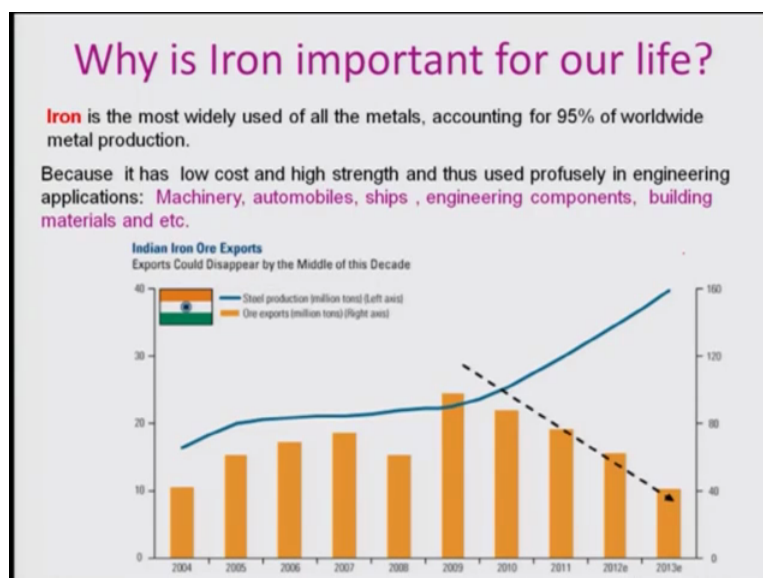 Why is Iron important for our life?
Iron is the most widely used of all the metals, accounting for 95% of worldwide
metal production.
Because it has low cost and high strength and thus used profusely in engineering
applications: Machinery, automobiles, ships , engineering components, building
materials and etc.
Indian Iron Ore Exports
Exports Could Disappear by the Middle of this Decade
Steel production (million tons) (Left axis)
Ore exports (million tons) (Right axis)
40 160
30 120
20 80
10 40
0 0
2004 2005 2006 2007 2008 2009 2010 2011 2012e 2013e